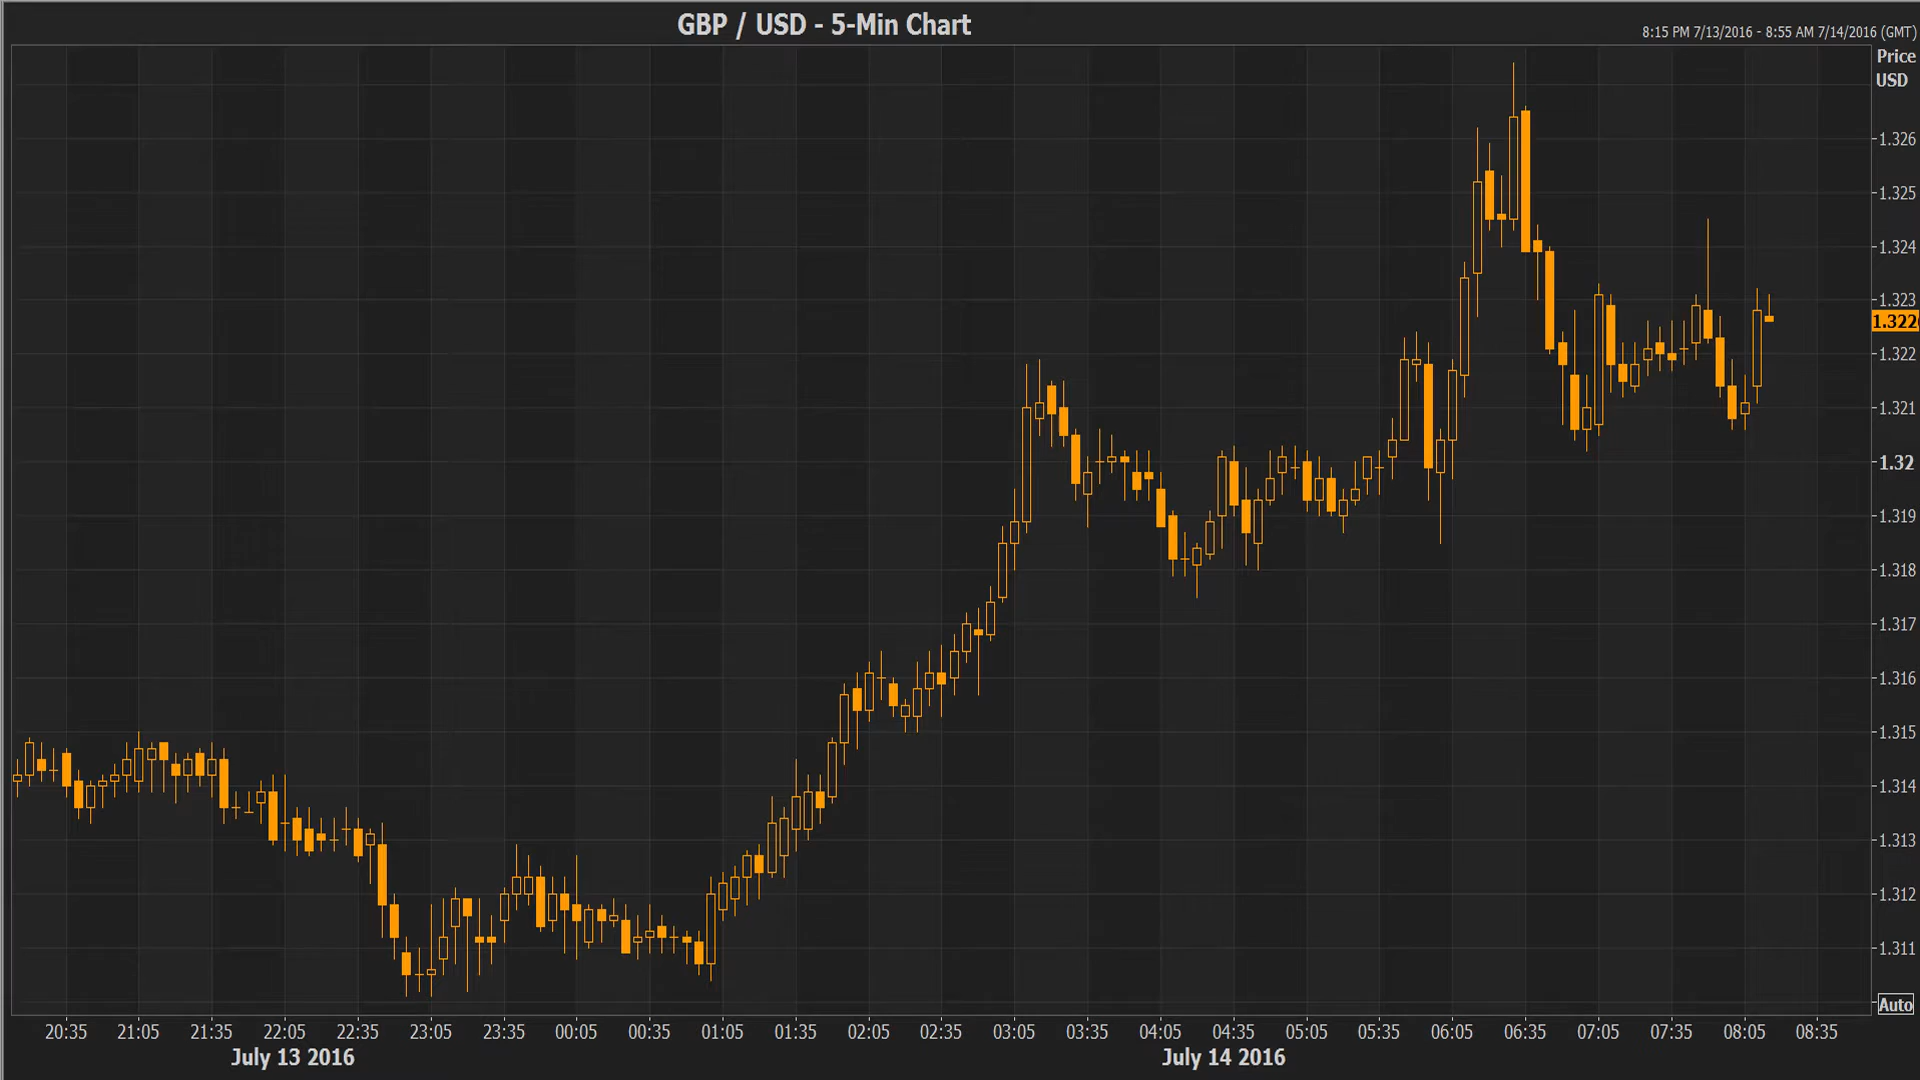 GBP / USD - 5-Min Chart
8:15 PM 7/13/2016 - 8:55 AM 7/14/2016 (GMT)
Price
USD
1.326
1.325
1.324
1.323
1.322
1.322
1.321
1.32
1.319
1.318
1.317
1.316
1.315
1.314
1.313
1.312
1.311
Auto
20:35 21:05 21:35 22:05 22:35 23:05 23:35 00:05 00:35 01:05 01:35 02:05 02:35 03:05 03:35 04:05 04:35 05:05 05:35 06:05 06:35 07:05 07:35 08:05 08:35
July 13 2016 July 14 2016